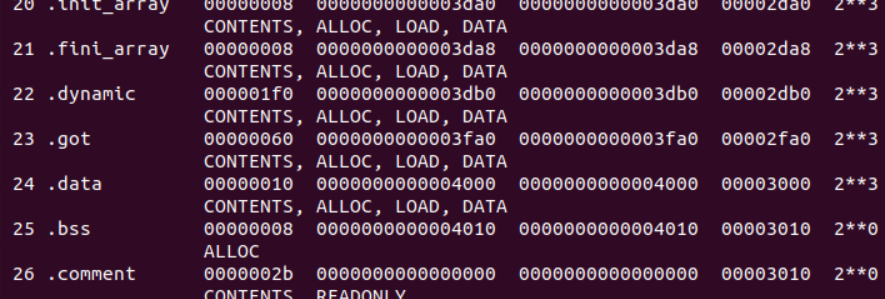 20 .init_array 00000008 0000000000003da0 0000000000003da0 00002da0 2**3
CONTENTS, ALLOC, LOAD, DATA
21 .fini_array 00000008 0000000000003da8 0000000000003da8 00002da8 2**3
CONTENTS, ALLOC, LOAD, DATA
22 .dynamic 000001f0 0000000000003db0 0000000000003db0 00002db0 2**3
CONTENTS, ALLOC, LOAD, DATA
23 .got 00000060 0000000000003fa0 0000000000003fa0 00002fa0 2**3
CONTENTS, ALLOC, LOAD, DATA
24 .data 00000010 0000000000004000 0000000000004000 00003000 2**3
CONTENTS, ALLOC, LOAD, DATA
25 .bss 00000008 0000000000004010 0000000000004010 00003010 2**0
ALLOC
26 .comment 0000002b 0000000000000000 0000000000000000 00003010 2**0
CONTENTS, READONLY